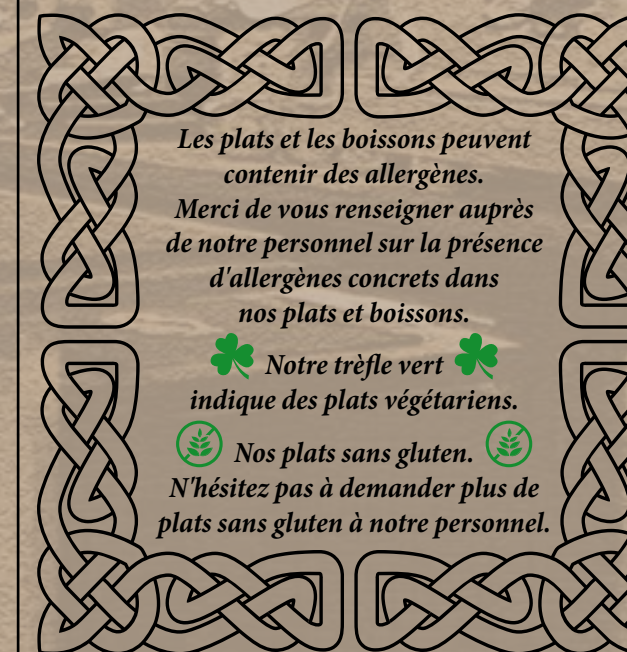 Les plats et les boissons peuvent
contenir des allergènes.
Merci de vous renseigner auprès
de notre personnel sur la présence
d'allergènes concrets dans
nos plats et boissons.
Notre trèfle vert
indique des plats végétariens.
Nos plats sans gluten.
N'hésitez pas à demander plus de
plats sans gluten à notre personnel.